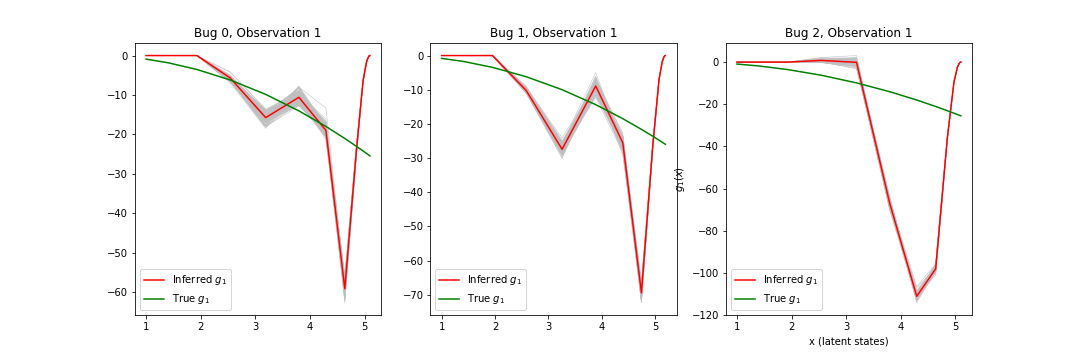 Bug 0, Observation 1
0
−10
−20
−30
−40
−50
−60
1 2 3 4 5
Inferred g₁
True g₁
Bug 1, Observation 1
0
−10
−20
−30
−40
−50
−60
−70
1 2 3 4 5
Inferred g₁
True g₁
Bug 2, Observation 1
g₁(x)
0
−20
−40
−60
−80
−100
−120
1 2 3 4 5
x (latent states)
Inferred g₁
True g₁